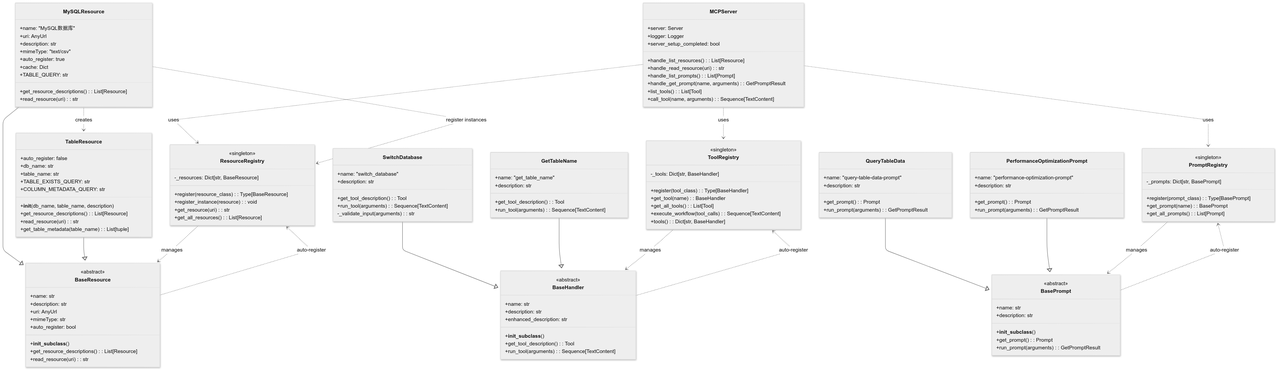 MySQLResource
+name: "MySQL数据库"
+uri: AnyUrl
+description: str
+mimeType: "text/csv"
+auto_register: true
+cache: Dict
+TABLE_QUERY: str
+get_resource_descriptions() : : List[Resource]
+read_resource(uri) : : str
MCPServer
+server: Server
+logger: Logger
+server_setup_completed: bool
+handle_list_resources() : : List[Resource]
+handle_read_resource(uri) : : str
+handle_list_prompts() : : List[Prompt]
+handle_get_prompt(name, arguments) : : GetPromptResult
+list_tools() : : List[Tool]
+call_tool(name, arguments) : : Sequence[TextContent]
creates
uses
register instances
uses
uses
TableResource
+auto_register: false
+db_name: str
+table_name: str
+TABLE_EXISTS_QUERY: str
+COLUMN_METADATA_QUERY: str
+init(db_name, table_name, description)
+get_resource_descriptions() : : List[Resource]
+read_resource(uri) : : str
+get_table_metadata(table_name) : : List[tuple]
«singleton»
ResourceRegistry
-_resources: Dict[str, BaseResource]
+register(resource_class) : : Type[BaseResource]
+register_instance(resource) : : void
+get_resource(uri) : : str
+get_all_resources() : : List[Resource]
SwitchDatabase
+name: "switch_database"
+description: str
+get_tool_description() : : Tool
+run_tool(arguments) : : Sequence[TextContent]
-_validate_input(arguments) : : str
GetTableName
+name: "get_table_name"
+description: str
+get_tool_description() : : Tool
+run_tool(arguments) : : Sequence[TextContent]
«singleton»
ToolRegistry
-_tools: Dict[str, BaseHandler]
+register(tool_class) : : Type[BaseHandler]
+get_tool(name) : : BaseHandler
+get_all_tools() : : List[Tool]
+execute_workflow(tool_calls) : : Sequence[TextContent]
+tools() : : Dict[str, BaseHandler]
QueryTableData
+name: "query-table-data-prompt"
+description: str
+get_prompt() : : Prompt
+run_prompt(arguments) : : GetPromptResult
PerformanceOptimizationPrompt
+name: "performance-optimization-prompt"
+description: str
+get_prompt() : : Prompt
+run_prompt(arguments) : : GetPromptResult
«singleton»
PromptRegistry
-_prompts: Dict[str, BasePrompt]
+register(prompt_class) : : Type[BasePrompt]
+get_prompt(name) : : BasePrompt
+get_all_prompts() : : List[Prompt]
manages
auto-register
manages
auto-register
manages
auto-register
«abstract»
BaseResource
+name: str
+description: str
+uri: AnyUrl
+mimeType: str
+auto_register: bool
+init_subclass()
+get_resource_descriptions() : : List[Resource]
+read_resource(uri) : : str
«abstract»
BaseHandler
+name: str
+description: str
+enhanced_description: str
+init_subclass()
+get_tool_description() : : Tool
+run_tool(arguments) : : Sequence[TextContent]
«abstract»
BasePrompt
+name: str
+description: str
+init_subclass()
+get_prompt() : : Prompt
+run_prompt(arguments) : : GetPromptResult